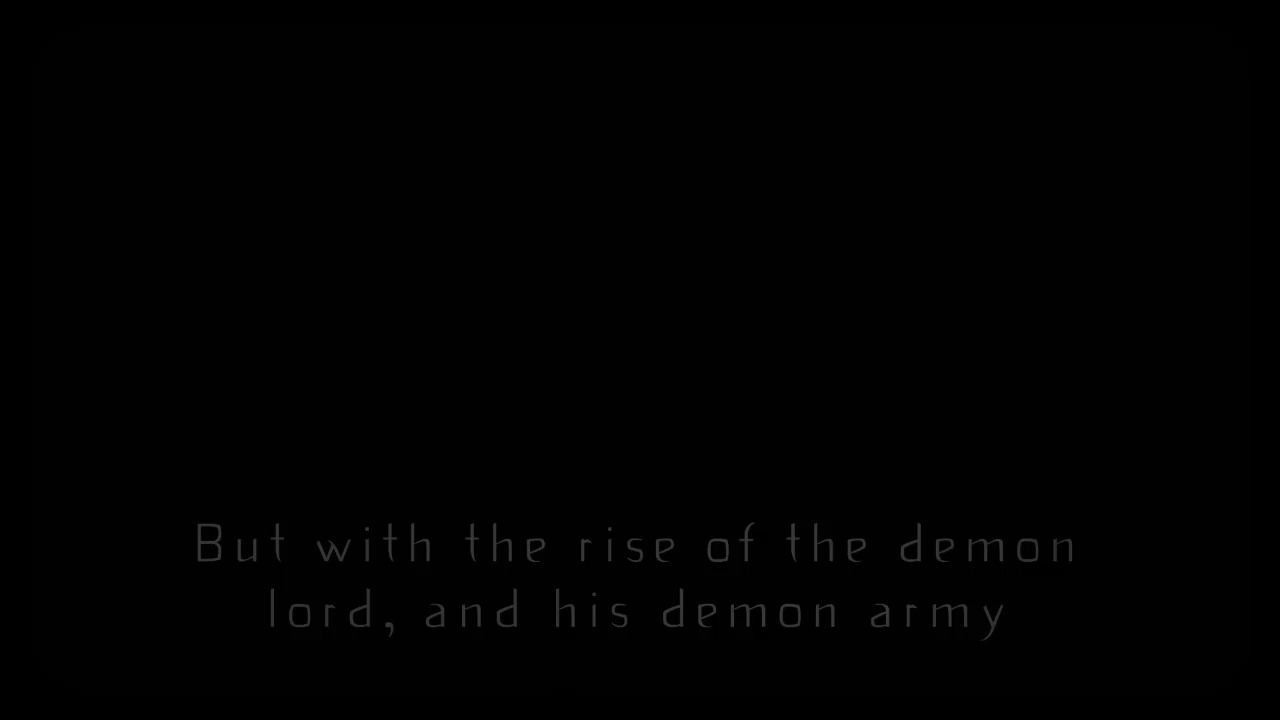 But with the rise of the demon
lord, and his demon army